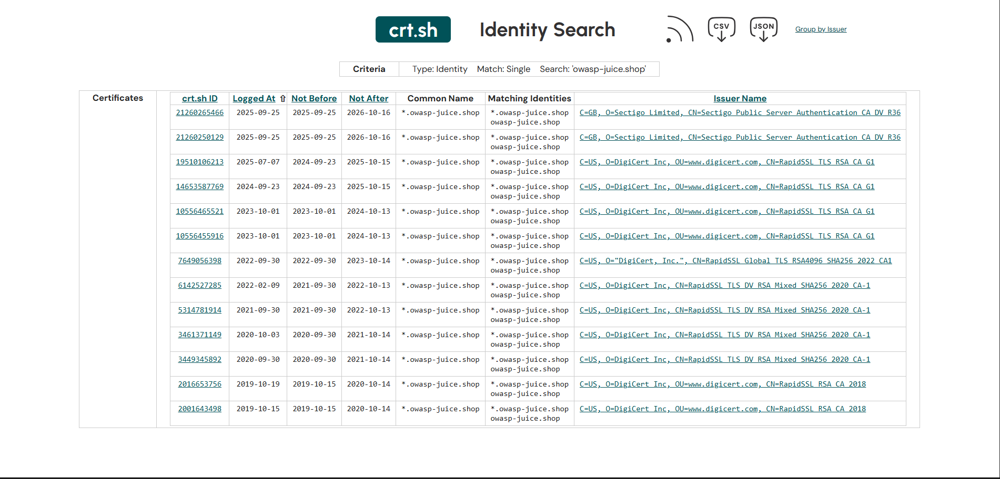 crt.sh Identity Search CSV JSON Group by Issuer
Criteria Type: Identity Match: Single Search: 'owasp-juice.shop'
Certificates crt.sh ID Logged At ⇧ Not Before Not After Common Name Matching Identities Issuer Name
21260265466 2025-09-25 2025-09-25 2026-10-16 *.owasp-juice.shop *.owasp-juice.shop C=GB, O=Sectigo Limited, CN=Sectigo Public Server Authentication CA DV R36
owasp-juice.shop
21260250129 2025-09-25 2025-09-25 2026-10-16 *.owasp-juice.shop *.owasp-juice.shop C=GB, O=Sectigo Limited, CN=Sectigo Public Server Authentication CA DV R36
owasp-juice.shop
19510106213 2025-07-07 2024-09-23 2025-10-15 *.owasp-juice.shop *.owasp-juice.shop C=US, O=DigiCert Inc, OU=www.digicert.com, CN=RapidSSL TLS RSA CA G1
owasp-juice.shop
14653587769 2024-09-23 2024-09-23 2025-10-15 *.owasp-juice.shop *.owasp-juice.shop C=US, O=DigiCert Inc, OU=www.digicert.com, CN=RapidSSL TLS RSA CA G1
owasp-juice.shop
10556465521 2023-10-01 2023-10-01 2024-10-13 *.owasp-juice.shop *.owasp-juice.shop C=US, O=DigiCert Inc, OU=www.digicert.com, CN=RapidSSL TLS RSA CA G1
owasp-juice.shop
10556455916 2023-10-01 2023-10-01 2024-10-13 *.owasp-juice.shop *.owasp-juice.shop C=US, O=DigiCert Inc, OU=www.digicert.com, CN=RapidSSL TLS RSA CA G1
owasp-juice.shop
7649056398 2022-09-30 2022-09-30 2023-10-14 *.owasp-juice.shop *.owasp-juice.shop C=US, O="DigiCert, Inc.", CN=RapidSSL Global TLS RSA4096 SHA256 2022 CA1
owasp-juice.shop
6142527285 2022-02-09 2021-09-30 2022-10-13 *.owasp-juice.shop *.owasp-juice.shop C=US, O=DigiCert Inc, CN=RapidSSL TLS DV RSA Mixed SHA256 2020 CA-1
owasp-juice.shop
5314781914 2021-09-30 2021-09-30 2022-10-13 *.owasp-juice.shop *.owasp-juice.shop C=US, O=DigiCert Inc, CN=RapidSSL TLS DV RSA Mixed SHA256 2020 CA-1
owasp-juice.shop
3461371149 2020-10-03 2020-09-30 2021-10-14 *.owasp-juice.shop *.owasp-juice.shop C=US, O=DigiCert Inc, CN=RapidSSL TLS DV RSA Mixed SHA256 2020 CA-1
owasp-juice.shop
3449345892 2020-09-30 2020-09-30 2021-10-14 *.owasp-juice.shop *.owasp-juice.shop C=US, O=DigiCert Inc, CN=RapidSSL TLS DV RSA Mixed SHA256 2020 CA-1
owasp-juice.shop
2016653756 2019-10-19 2019-10-15 2020-10-14 *.owasp-juice.shop *.owasp-juice.shop C=US, O=DigiCert Inc, OU=www.digicert.com, CN=RapidSSL RSA CA 2018
owasp-juice.shop
2001643498 2019-10-15 2019-10-15 2020-10-14 *.owasp-juice.shop *.owasp-juice.shop C=US, O=DigiCert Inc, OU=www.digicert.com, CN=RapidSSL RSA CA 2018
owasp-juice.shop